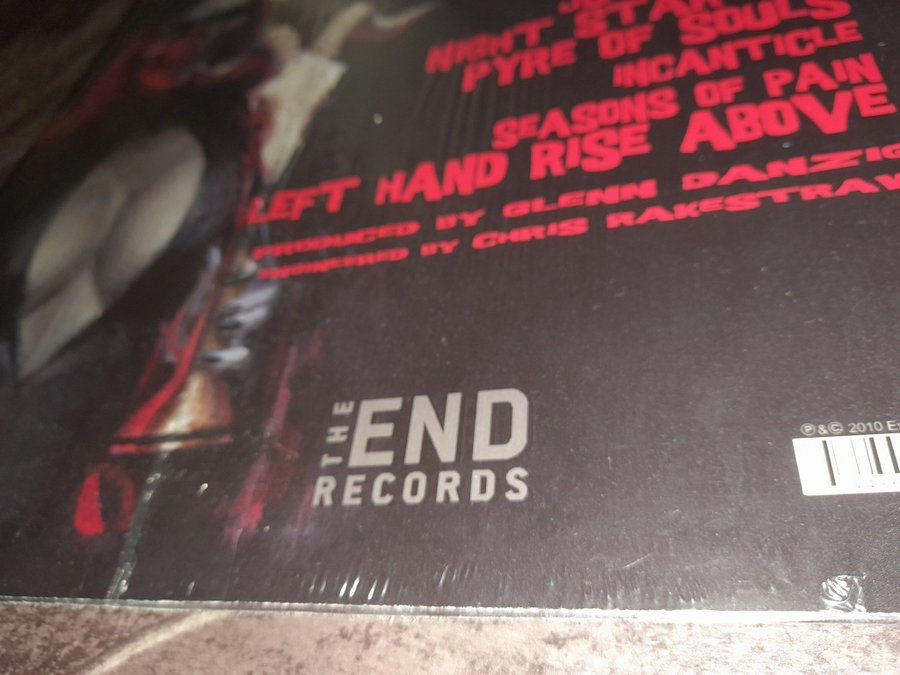 NIGHT STAR
PYRE OF SOULS
INCANTICLE
SEASONS OF PAIN
LEFT HAND RISE ABOVE
PRODUCED BY GLENN DANZIG
ENGINEERED BY CHRIS RAKESTRAW
THE
END
RECORDS
℗&© 2010